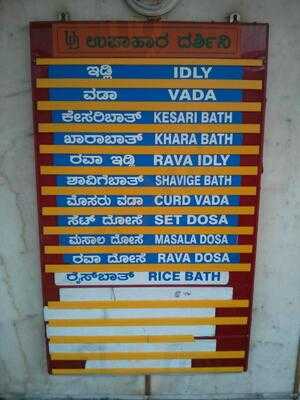 ಉಪಾಹಾರ ದರ್ಶಿನಿ
ಇಡ್ಲಿ IDLY
ವಡಾ VADA
ಕೇಸರಿಬಾತ್ KESARI BATH
ಖಾರಾಬಾತ್ KHARA BATH
ರವಾ ಇಡ್ಲಿ RAVA IDLY
ಶಾವಿಗೆಬಾತ್ SHAVIGE BATH
ಮೊಸರು ವಡಾ CURD VADA
ಸೆಟ್ ದೋಸೆ SET DOSA
ಮಸಾಲ ದೋಸೆ MASALA DOSA
ರವಾ ದೋಸೆ RAVA DOSA
ರೈಸ್‌ಬಾತ್ RICE BATH